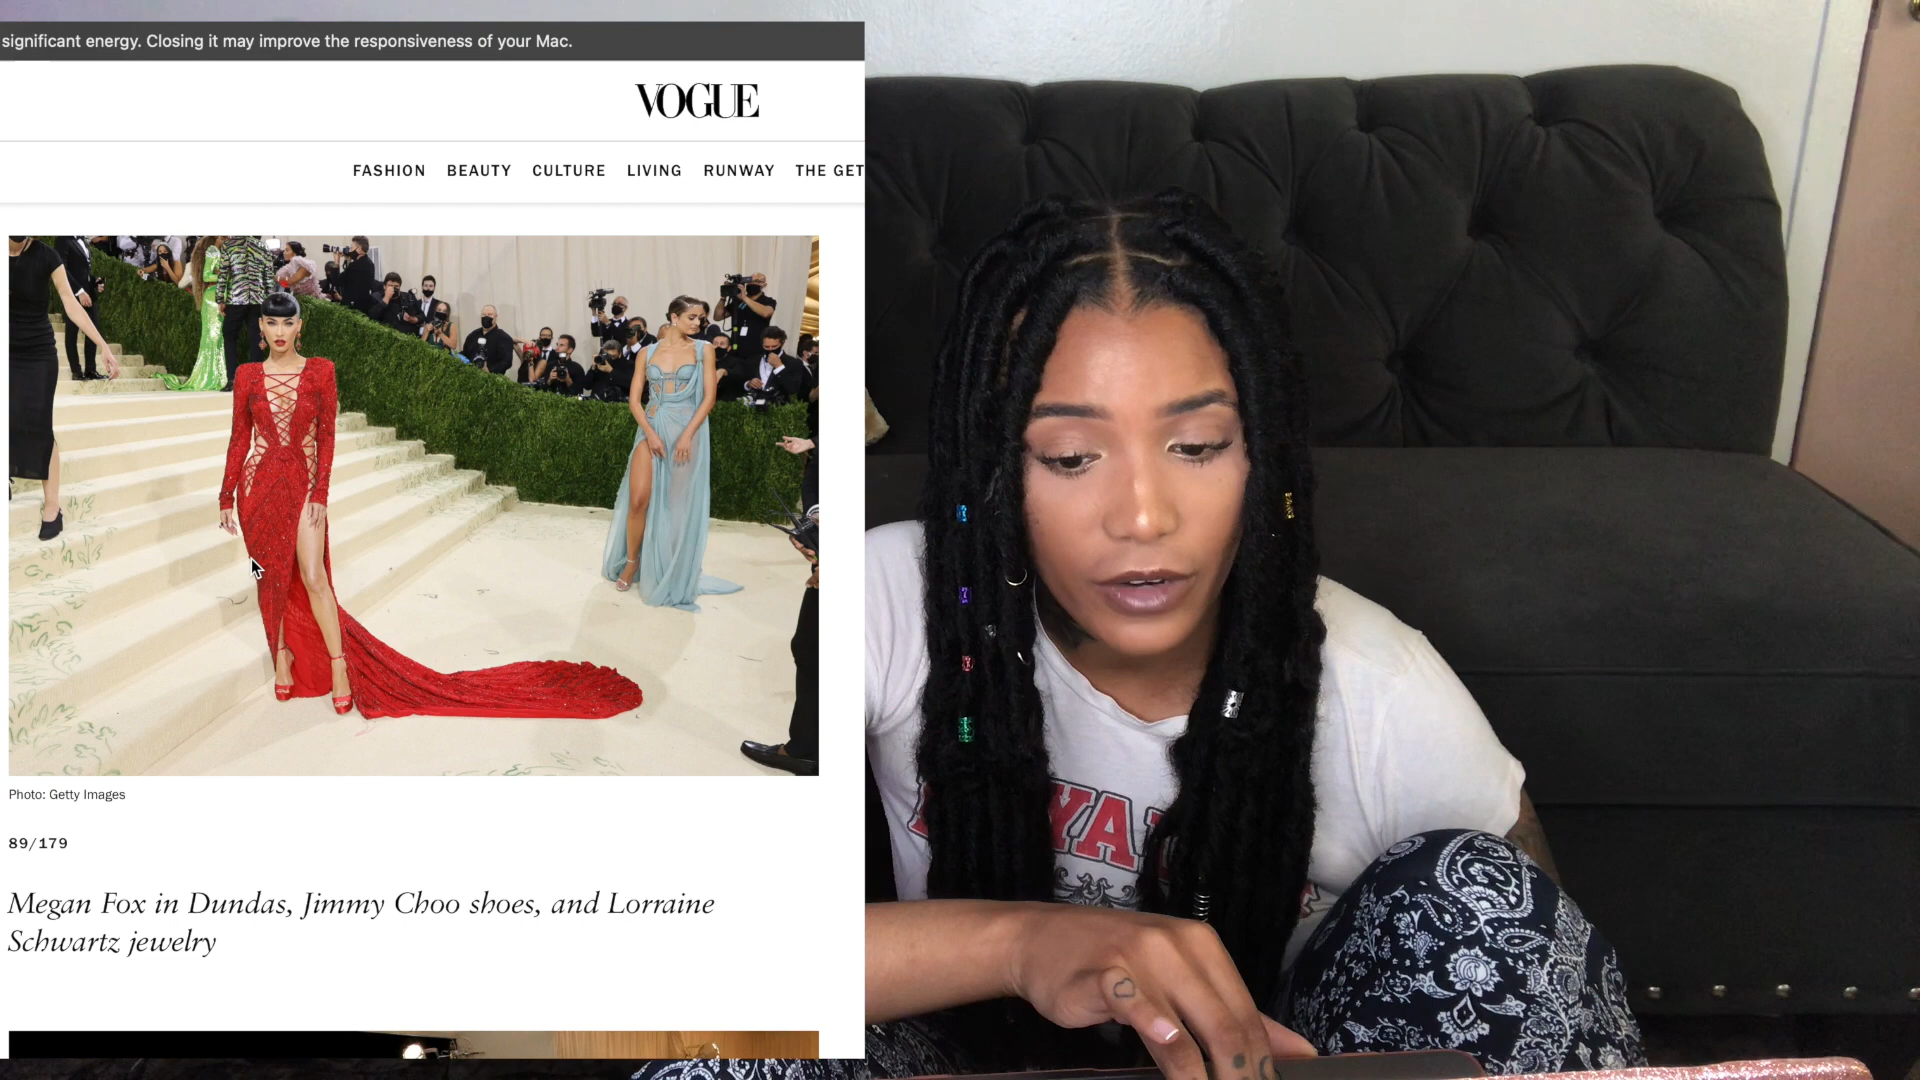 significant energy. Closing it may improve the responsiveness of your Mac.
VOGUE
FASHION BEAUTY CULTURE LIVING RUNWAY THE GET
Photo: Getty Images
89/179
Megan Fox in Dundas, Jimmy Choo shoes, and Lorraine
Schwartz jewelry